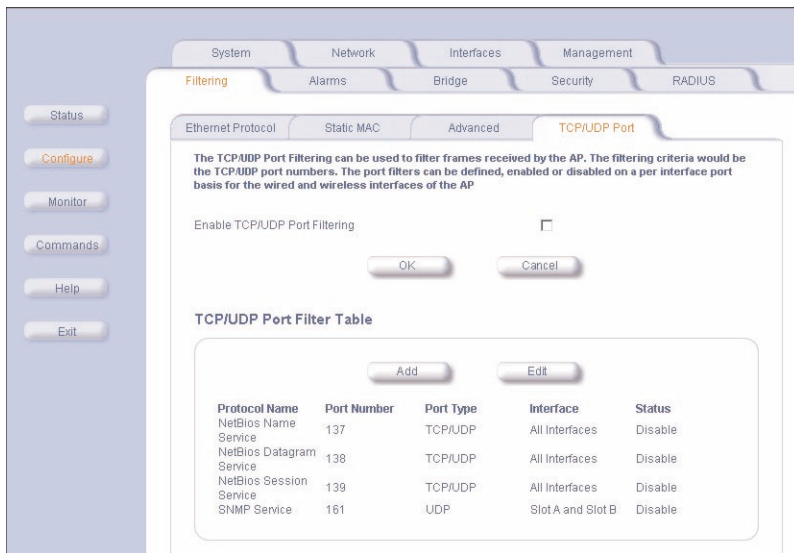 System Network Interfaces Management
Filtering Alarms Bridge Security RADIUS
Status
Configure
Monitor
Commands
Help
Exit
Ethernet Protocol Static MAC Advanced TCP/UDP Port
The TCP/UDP Port Filtering can be used to filter frames received by the AP. The filtering criteria would be
the TCP/UDP port numbers. The port filters can be defined, enabled or disabled on a per interface port
basis for the wired and wireless interfaces of the AP
Enable TCP/UDP Port Filtering
OK Cancel
TCP/UDP Port Filter Table
Add Edit
Protocol Name Port Number Port Type Interface Status
NetBios Name
Service 137 TCP/UDP All Interfaces Disable
NetBios Datagram
Service 138 TCP/UDP All Interfaces Disable
NetBios Session
Service 139 TCP/UDP All Interfaces Disable
SNMP Service 161 UDP Slot A and Slot B Disable